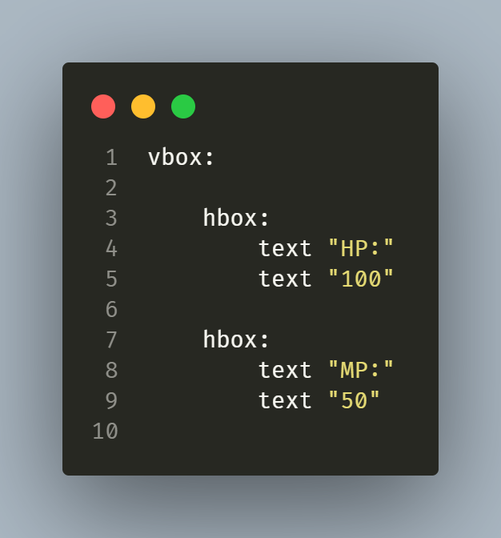 1 vbox:
2
3     hbox:
4         text "HP:"
5         text "100"
6
7     hbox:
8         text "MP:"
9         text "50"
10